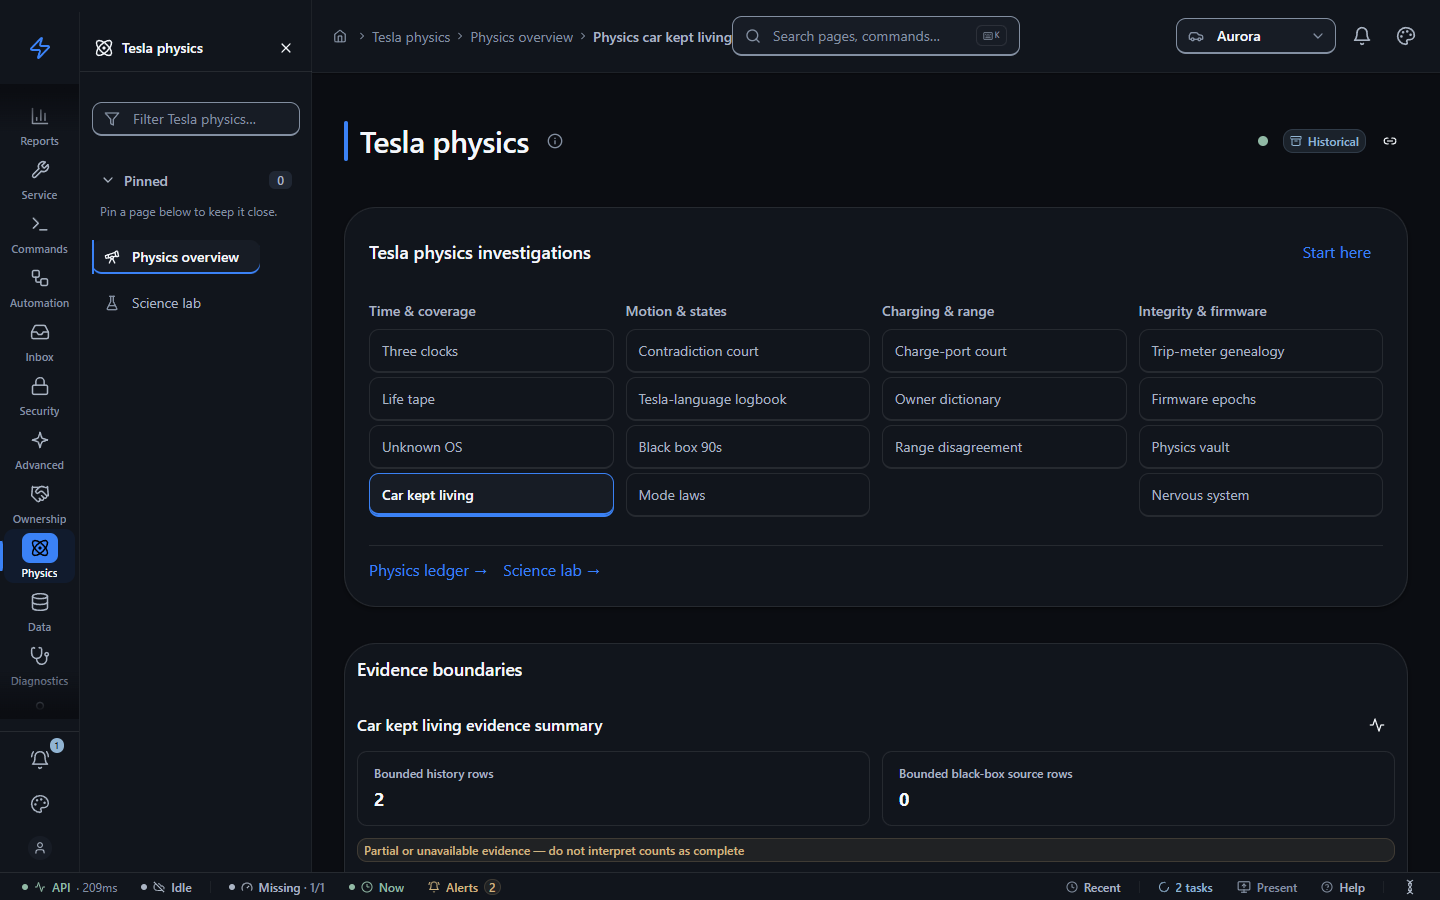 Tesla physics
Tesla physics
Physics overview
Physics car kept living
Search pages, commands...
K
Aurora
Reports
Service
Commands
Automation
Inbox
Security
Advanced
Ownership
Physics
Data
Diagnostics
1
Filter Tesla physics...
Pinned
0
Pin a page below to keep it close.
Physics overview
Science lab
Tesla physics
Historical
Tesla physics investigations
Start here
Time & coverage
Three clocks
Life tape
Unknown OS
Car kept living
Motion & states
Contradiction court
Tesla-language logbook
Black box 90s
Mode laws
Charging & range
Charge-port court
Owner dictionary
Range disagreement
Integrity & firmware
Trip-meter genealogy
Firmware epochs
Physics vault
Nervous system
Physics ledger →
Science lab →
Evidence boundaries
Car kept living evidence summary
Bounded history rows
2
Bounded black-box source rows
0
Partial or unavailable evidence — do not interpret counts as complete
API · 209ms
Idle
Missing · 1/1
Now
Alerts 2
Recent
2 tasks
Present
Help